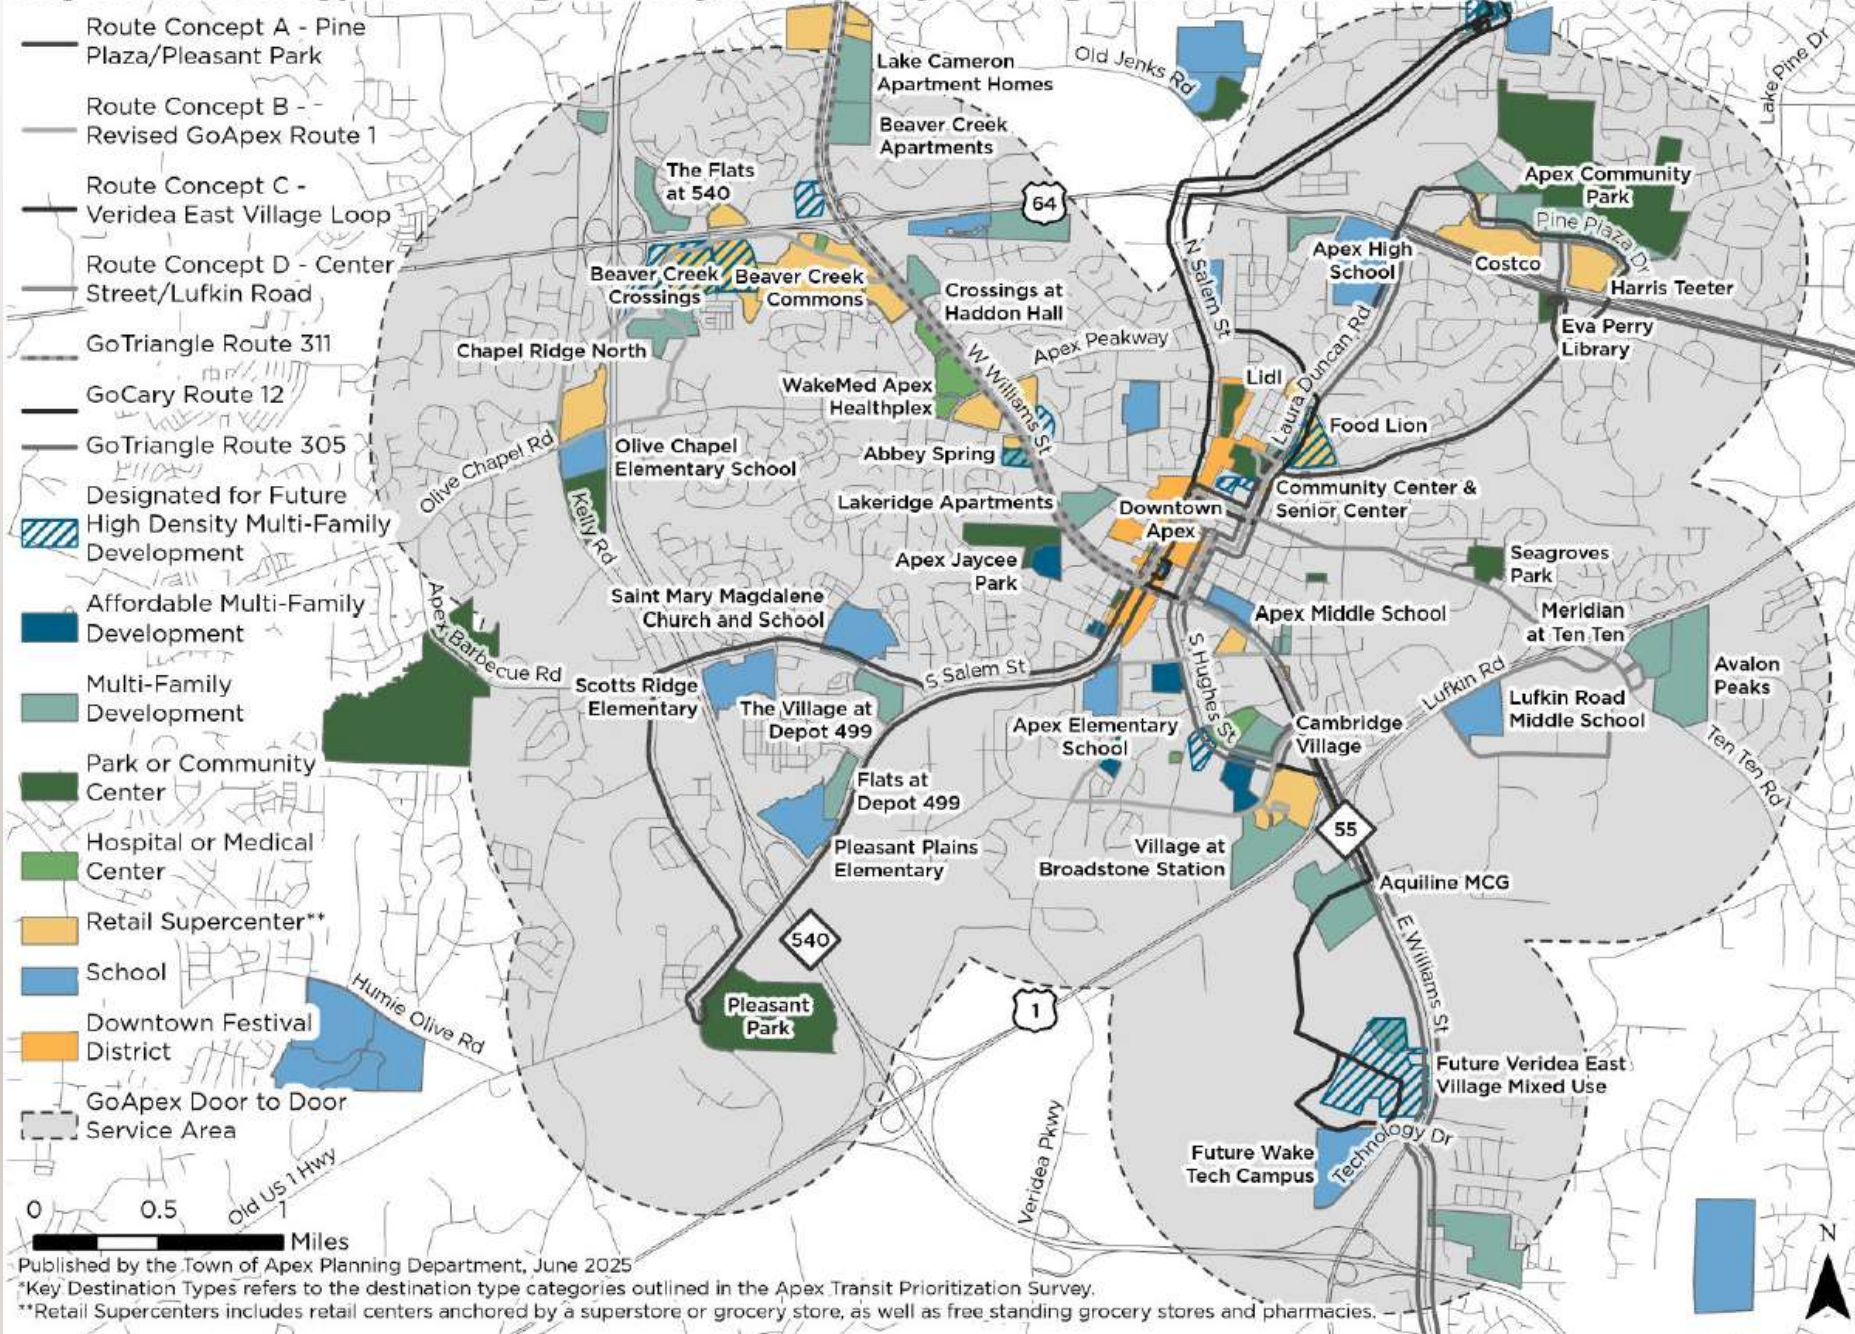 Route Concept A - Pine
Plaza/Pleasant Park
Route Concept B - -
Revised GoApex Route 1
Route Concept C -
Veridea East Village Loop
Route Concept D - Center
Street/Lufkin Road
GoTriangle Route 311
GoCary Route 12
GoTriangle Route 305
Designated for Future
High Density Multi-Family
Development
Affordable Multi-Family
Development
Multi-Family
Development
Park or Community
Center
Hospital or Medical
Center
Retail Supercenter**
School
Downtown Festival
District
GoApex Door to Door
Service Area
0 0.5 1
Miles
Lake Cameron
Apartment Homes
Old Jenks Rd
Lake Pine Dr
Beaver Creek
Apartments
The Flats
at 540
64
Apex Community
Park
Pine Plaza Dr
Apex High
School
Costco
Harris Teeter
Beaver Creek
Crossings
Beaver Creek
Commons
Crossings at
Haddon Hall
N Salem St
Laura Duncan Rd
Eva Perry
Library
Chapel Ridge North
Apex Peakway
W Williams St
WakeMed Apex
Healthplex
Lidl
Food Lion
Olive Chapel Rd
Olive Chapel
Elementary School
Abbey Spring
Kelly Rd
Lakeridge Apartments
Downtown
Apex
Community Center &
Senior Center
Apex Jaycee
Park
Seagroves
Park
Apex Barbecue Rd
Saint Mary Magdalene
Church and School
Apex Middle School
Meridian
at Ten Ten
S Salem St
S Hughes St
Lufkin Rd
Avalon
Peaks
Scotts Ridge
Elementary
The Village at
Depot 499
Apex Elementary
School
Cambridge
Village
Lufkin Road
Middle School
Ten Ten Rd
Flats at
Depot 499
55
Pleasant Plains
Elementary
Village at
Broadstone Station
Aquiline MCG
540
E Williams St
Pleasant
Park
1
Humie Olive Rd
Future Veridea East
Village Mixed Use
Technology Dr
Veridea Pkwy
Future Wake
Tech Campus
Old US 1 Hwy
N
Published by the Town of Apex Planning Department, June 2025
*Key Destination Types refers to the destination type categories outlined in the Apex Transit Prioritization Survey.
**Retail Supercenters includes retail centers anchored by a superstore or grocery store, as well as free standing grocery stores and pharmacies.